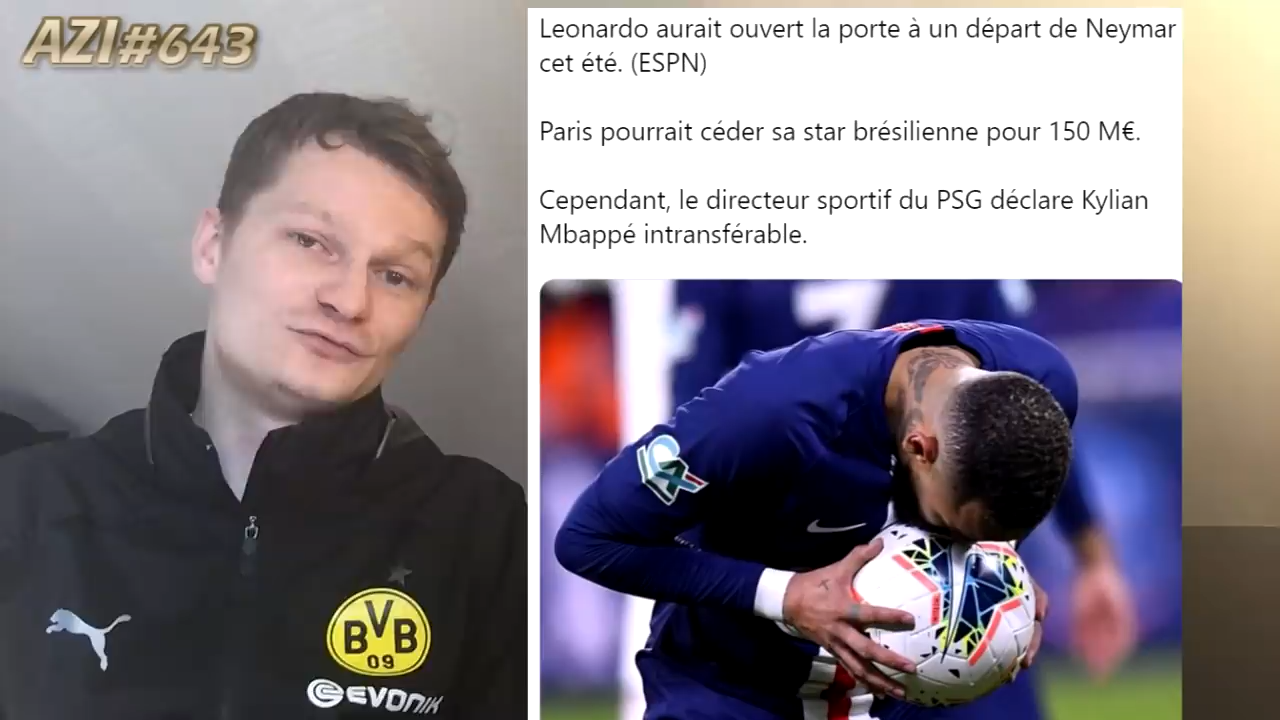 AZI#643
Leonardo aurait ouvert la porte à un départ de Neymar
cet été. (ESPN)
Paris pourrait céder sa star brésilienne pour 150 M€.
Cependant, le directeur sportif du PSG déclare Kylian
Mbappé intransférable.
BVB
09
EVONIK